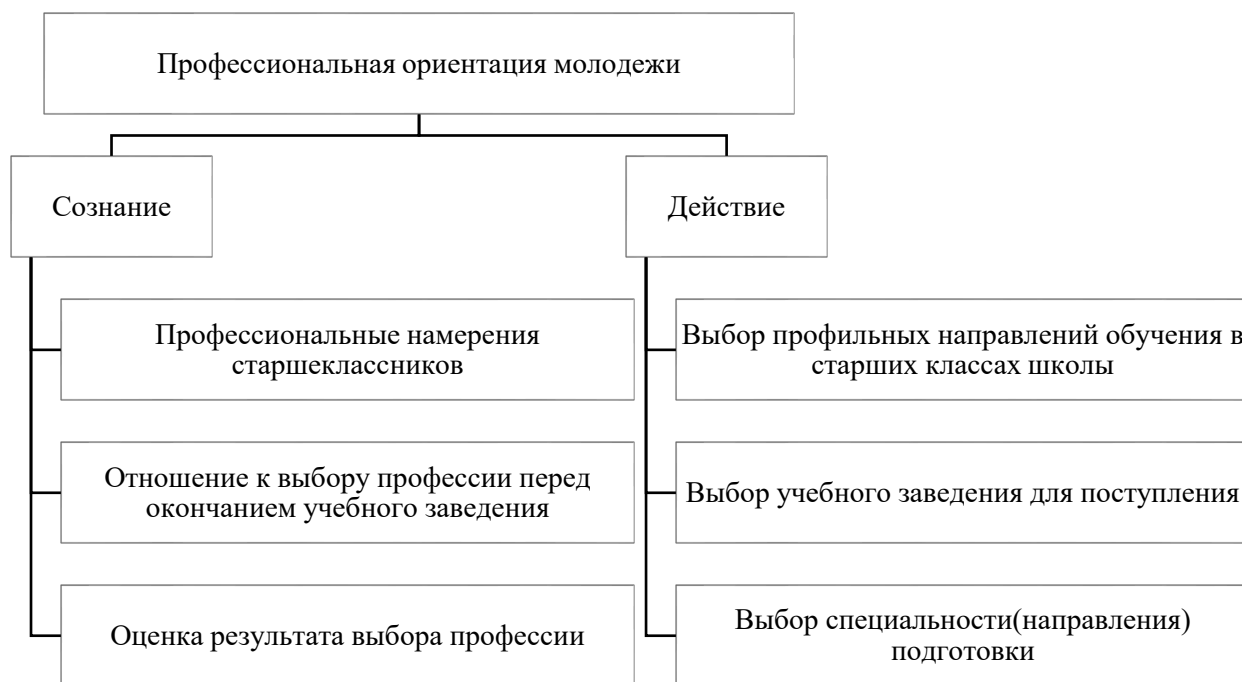 Профессиональная ориентация молодежи
Сознание
Действие
Профессиональные намерения
старшеклассников
Выбор профильных направлений обучения в
старших классах школы
Отношение к выбору профессии перед
окончанием учебного заведения
Выбор учебного заведения для поступления
Оценка результата выбора профессии
Выбор специальности(направления)
подготовки